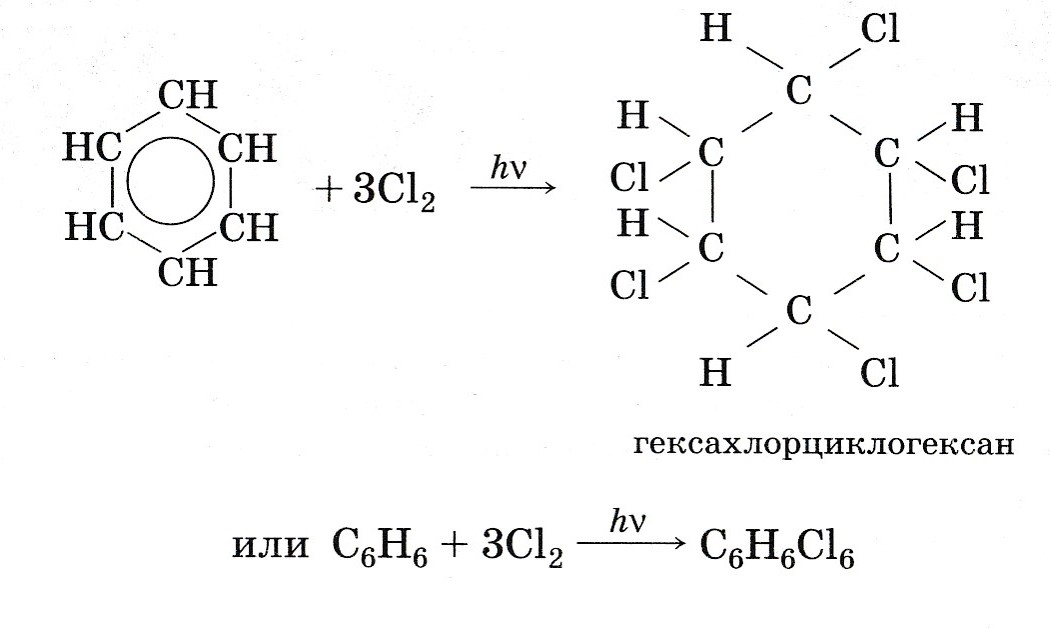 H Cl
CH C
HC CH H C C H
+ 3Cl₂ hν Cl Cl
HC CH H C C H
CH Cl Cl
C
H Cl
гексахлорциклогексан
или C₆H₆ + 3Cl₂ hν → C₆H₆Cl₆